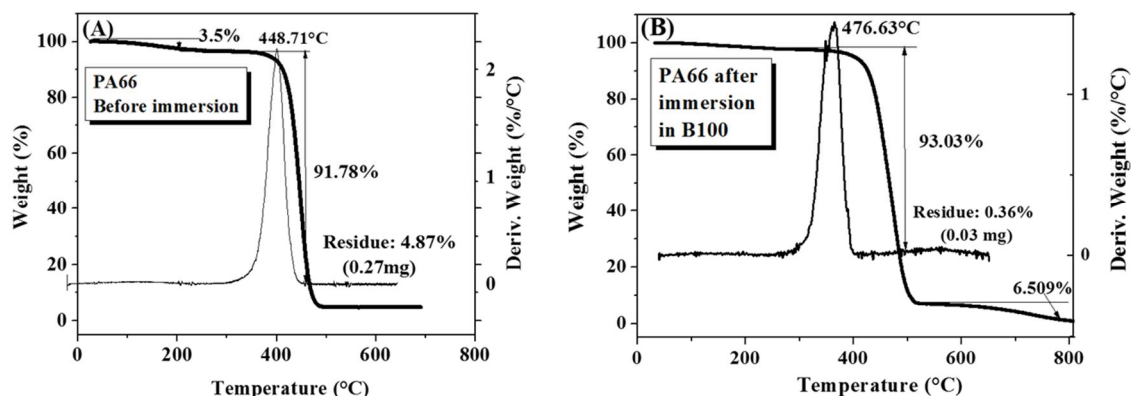 (A)
3.5%
448.71°C
PA66
Before immersion
91.78%
Residue: 4.87%
(0.27mg)
100
80
60
40
20
0
Weight (%)
2
1
0
Deriv. Weight (%/°C)
0
200
400
600
800
Temperature (°C)
(B)
476.63°C
PA66 after
immersion
in B100
93.03%
Residue: 0.36%
(0.03 mg)
6.509%
100
80
60
40
20
0
Weight (%)
1
0
Deriv. Weight (%/°C)
0
200
400
600
800
Temperature (°C)